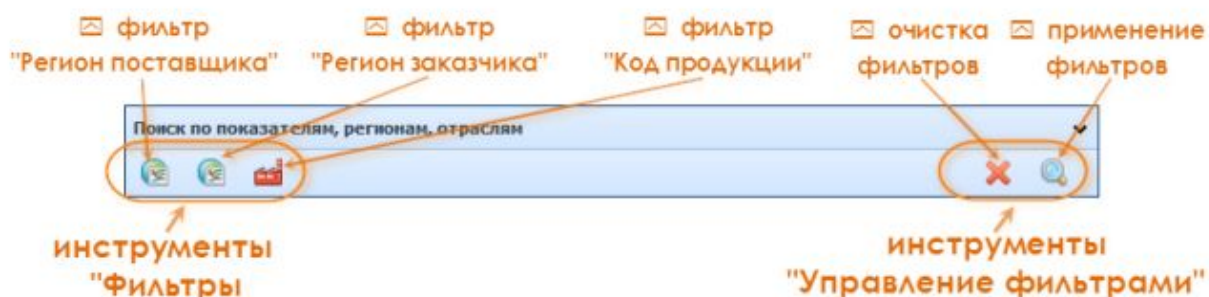 фильтр
"Регион поставщика"
фильтр
"Регион заказчика"
фильтр
"Код продукции"
очистка
фильтров
применение
фильтров
Поиск по показателям, регионам, отраслям
инструменты
"Фильтры
инструменты
"Управление фильтрами"